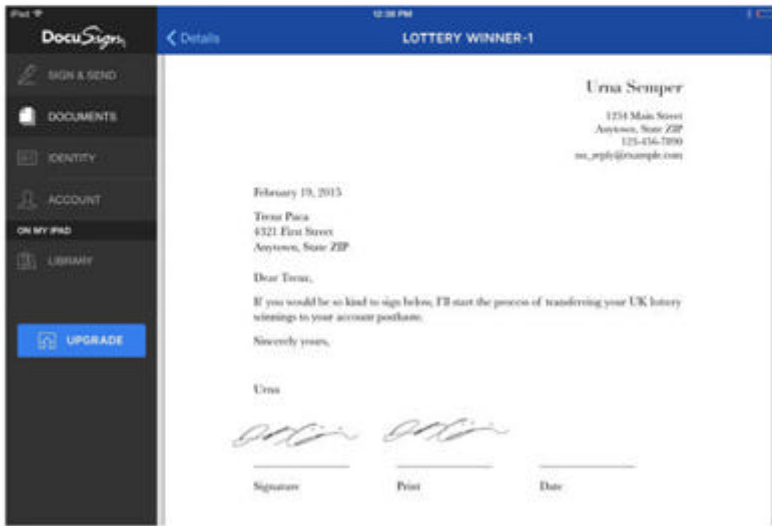 iPad
12:38 PM
DocuSign
Details
LOTTERY WINNER-1
SIGN & SEND
DOCUMENTS
IDENTITY
ACCOUNT
ON MY IPAD
LIBRARY
UPGRADE
Urna Semper
1234 Main Street
Anytown, State ZIP
123-456-7890
no_reply@example.com
February 19, 2015
Trenz Puca
4321 First Street
Anytown, State ZIP
Dear Trenz,
If you would be so kind to sign below, I'll start the process of transferring your UK lottery
winnings to your account posthaste.
Sincerely yours,
Urna
Signature Print Date